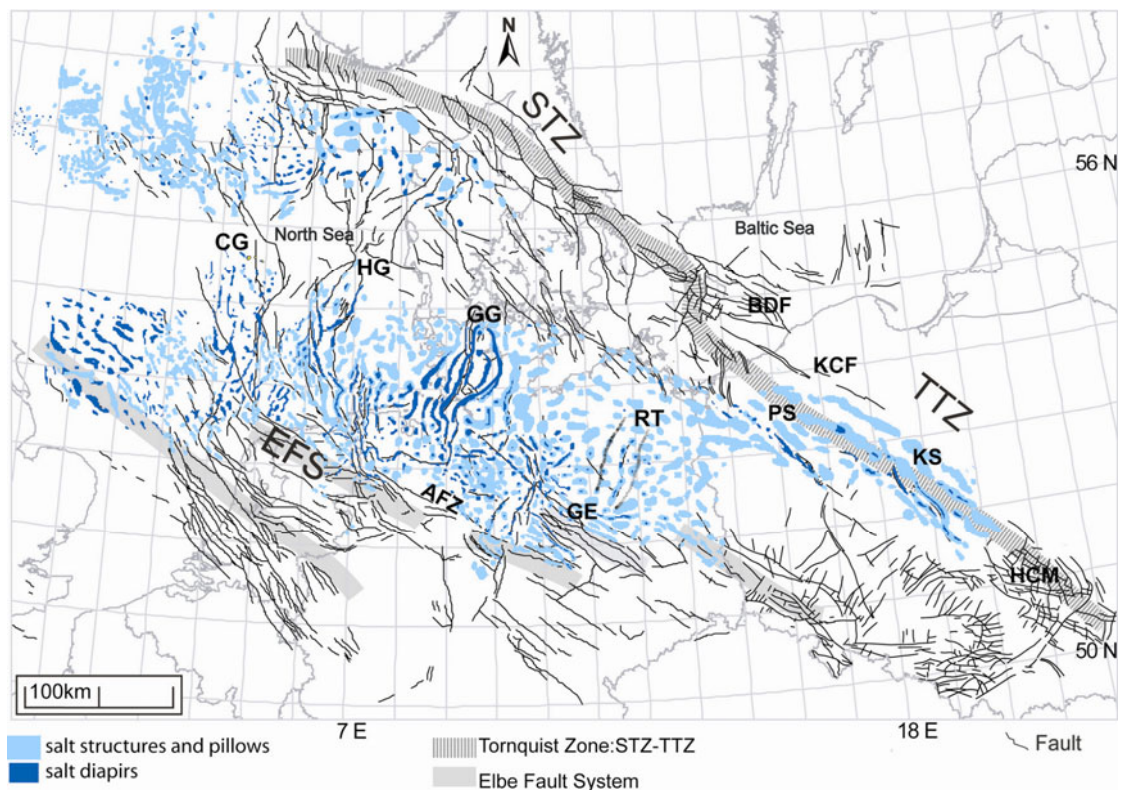 N
STZ
56 N
North Sea
Baltic Sea
CG
HG
BDF
GG
KCF
TTZ
PS
RT
KS
EFS
AFZ
GE
HCM
50 N
100km
7 E
18 E
salt structures and pillows
Tornquist Zone:STZ-TTZ
Fault
salt diapirs
Elbe Fault System